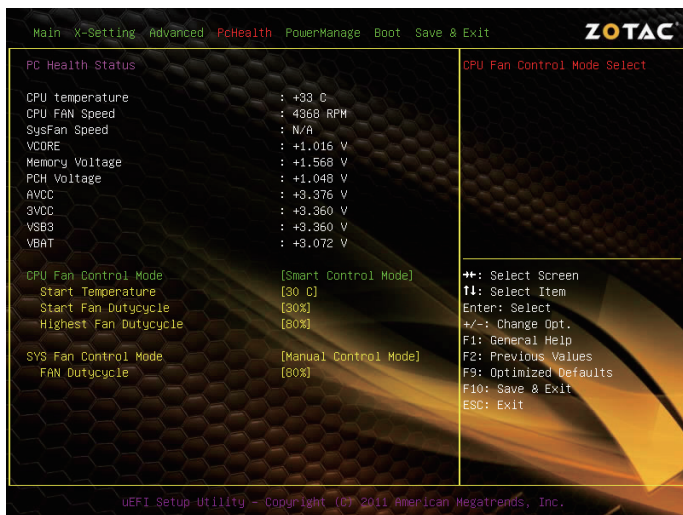 Main X-Setting Advanced PcHealth PowerManage Boot Save & Exit
ZOTAC
PC Health Status
CPU temperature : +33 C
CPU FAN Speed : 4368 RPM
SysFan Speed : N/A
VCORE : +1.016 V
Memory Voltage : +1.568 V
PCH Voltage : +1.048 V
AVCC : +3.376 V
3VCC : +3.360 V
VSB3 : +3.360 V
VBAT : +3.072 V
CPU Fan Control Mode [Smart Control Mode]
Start Temperature [30 C]
Start Fan Dutycycle [30%]
Highest Fan Dutycycle [80%]
SYS Fan Control Mode [Manual Control Mode]
FAN Dutycycle [80%]
CPU Fan Control Mode Select
→←: Select Screen
↑↓: Select Item
Enter: Select
+/-: Change Opt.
F1: General Help
F2: Previous Values
F9: Optimized Defaults
F10: Save & Exit
ESC: Exit
uEFI Setup Utility - Copyright (C) 2011 American Megatrends, Inc.